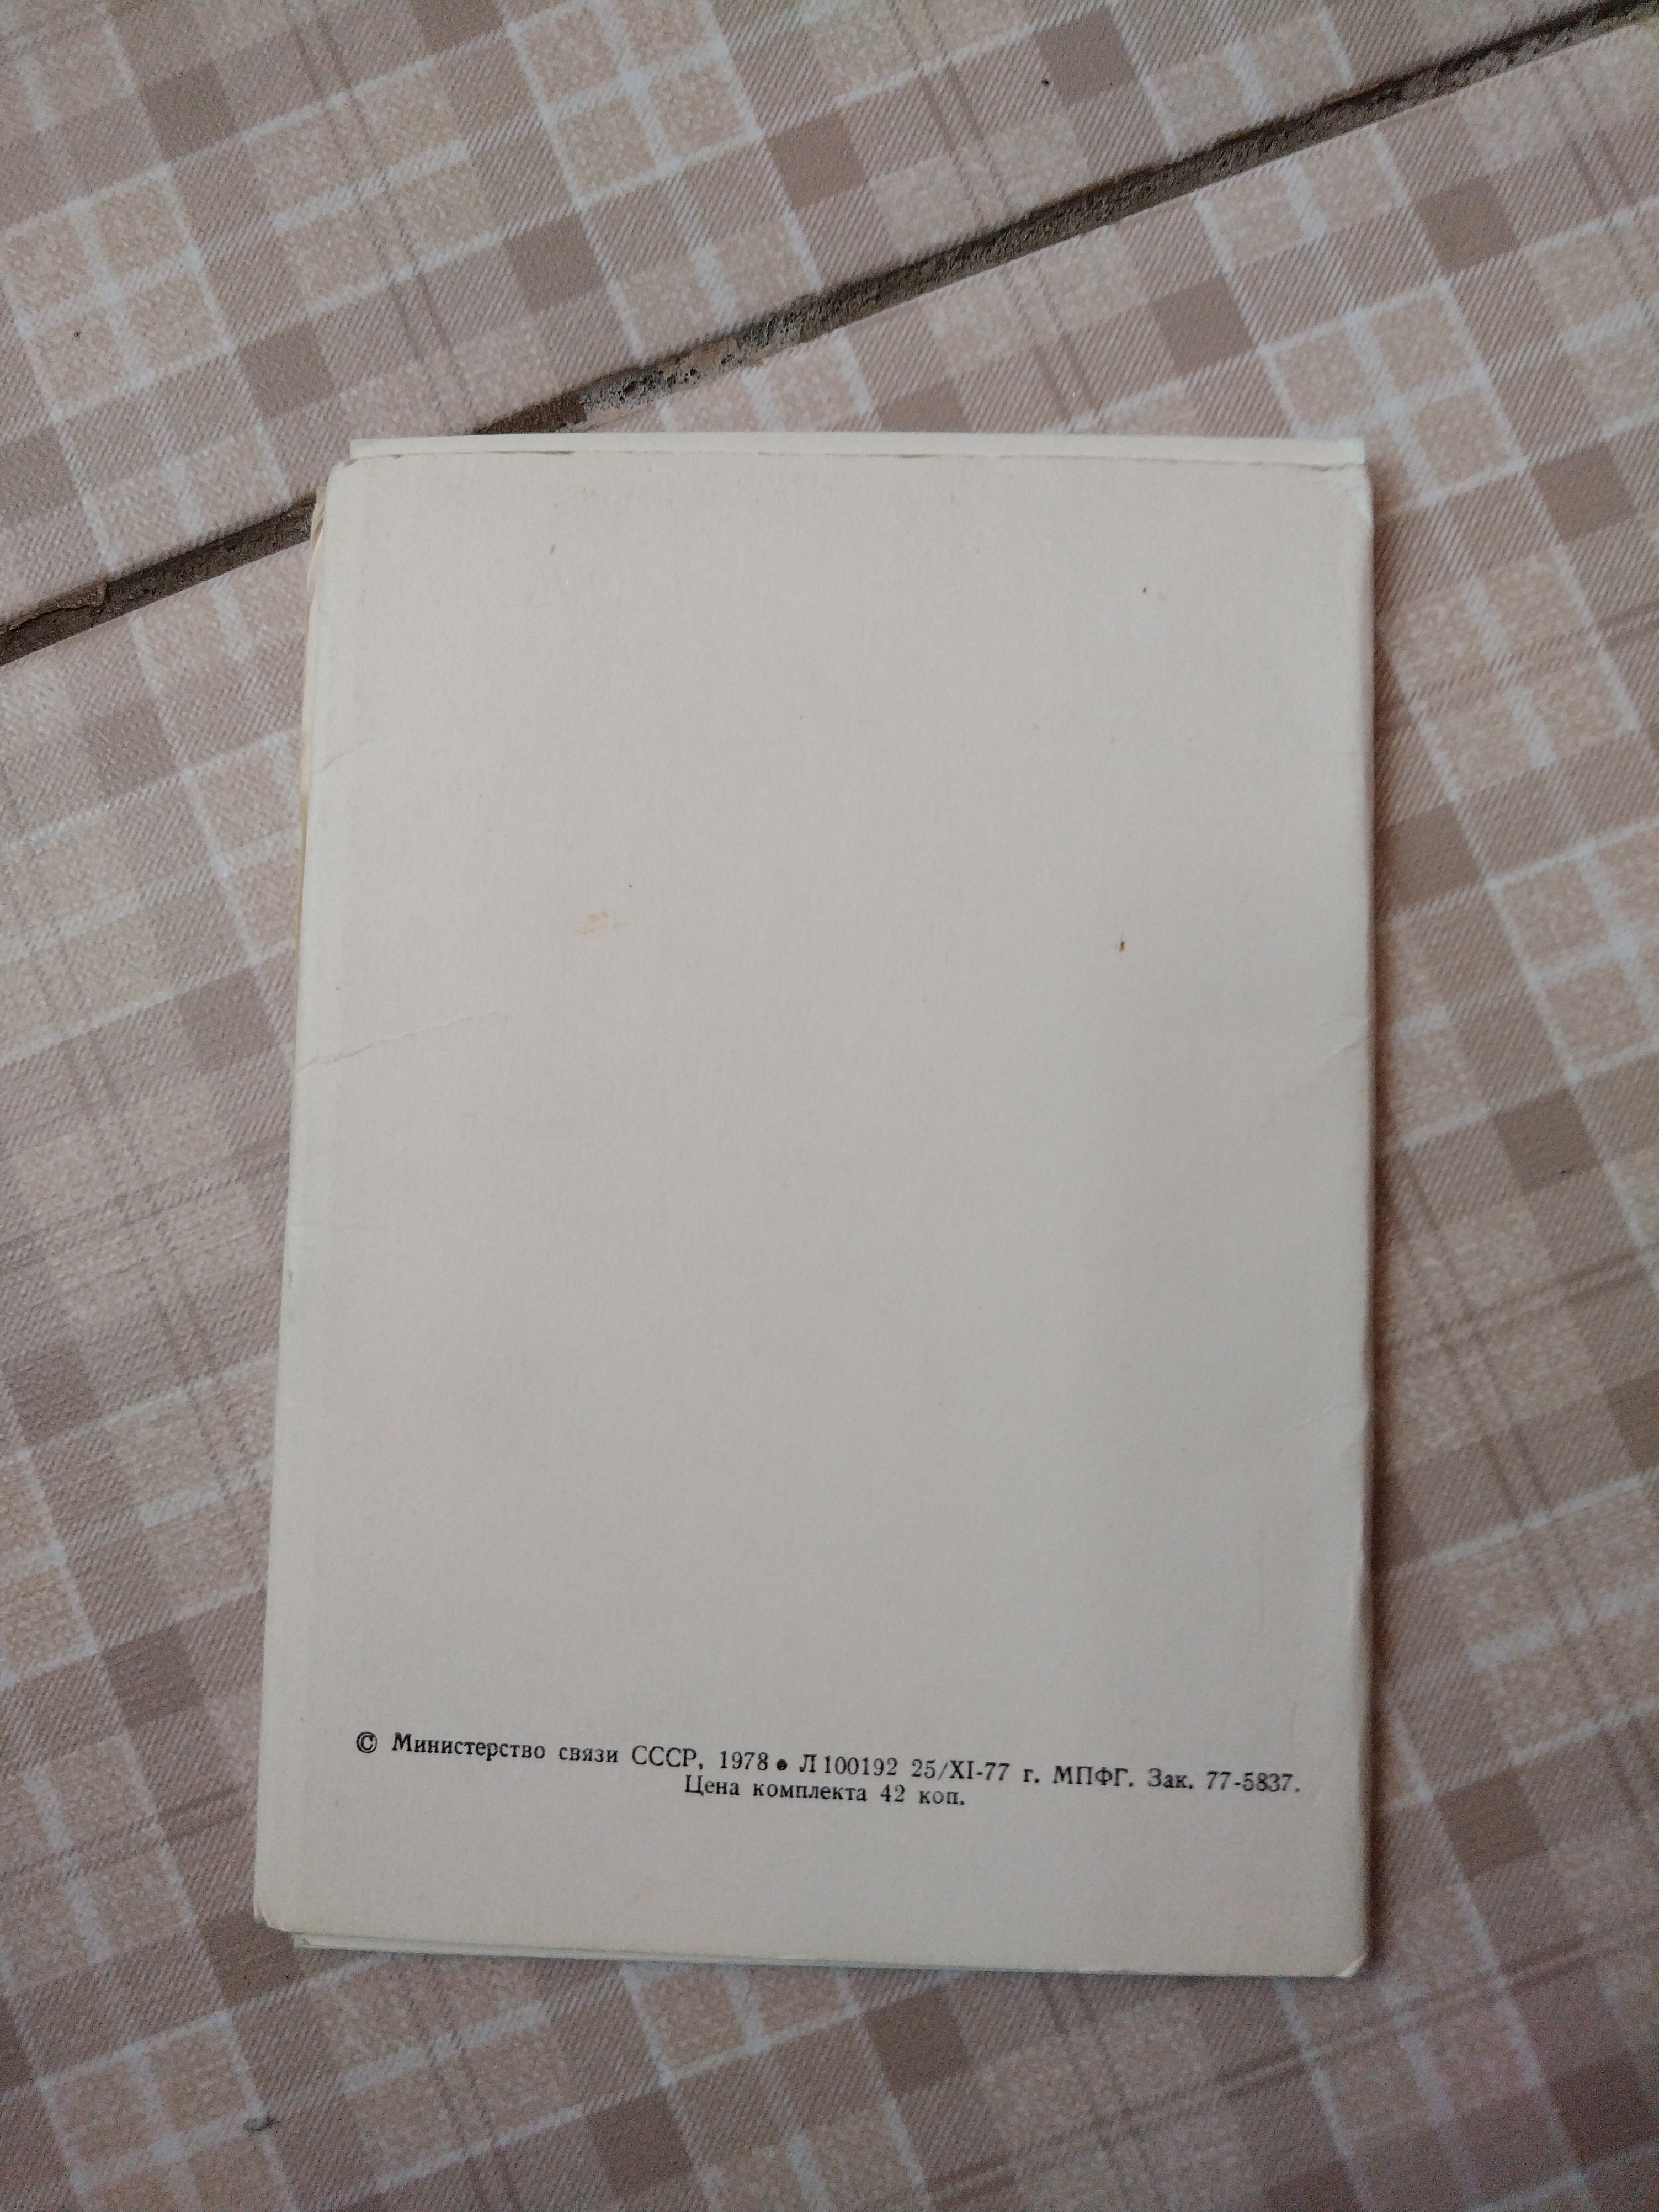 © Министерство связи СССР, 1978 ● Л 100192 25/XI-77 г. МПФГ. Зак. 77-5837.
Цена комплекта 42 коп.